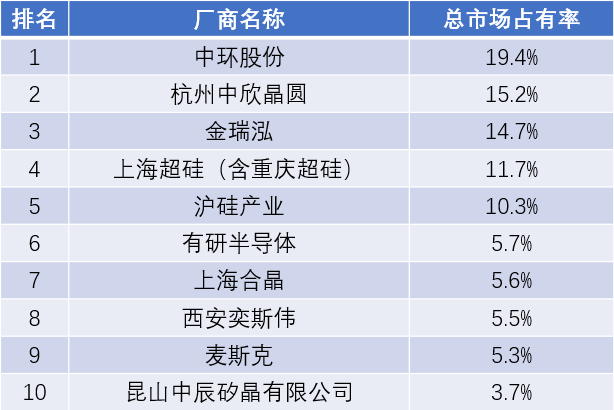 排名 厂商名称 总市场占有率
1 中环股份 19.4%
2 杭州中欣晶圆 15.2%
3 金瑞泓 14.7%
4 上海超硅（含重庆超硅） 11.7%
5 沪硅产业 10.3%
6 有研半导体 5.7%
7 上海合晶 5.6%
8 西安奕斯伟 5.5%
9 麦斯克 5.3%
10 昆山中辰矽晶有限公司 3.7%